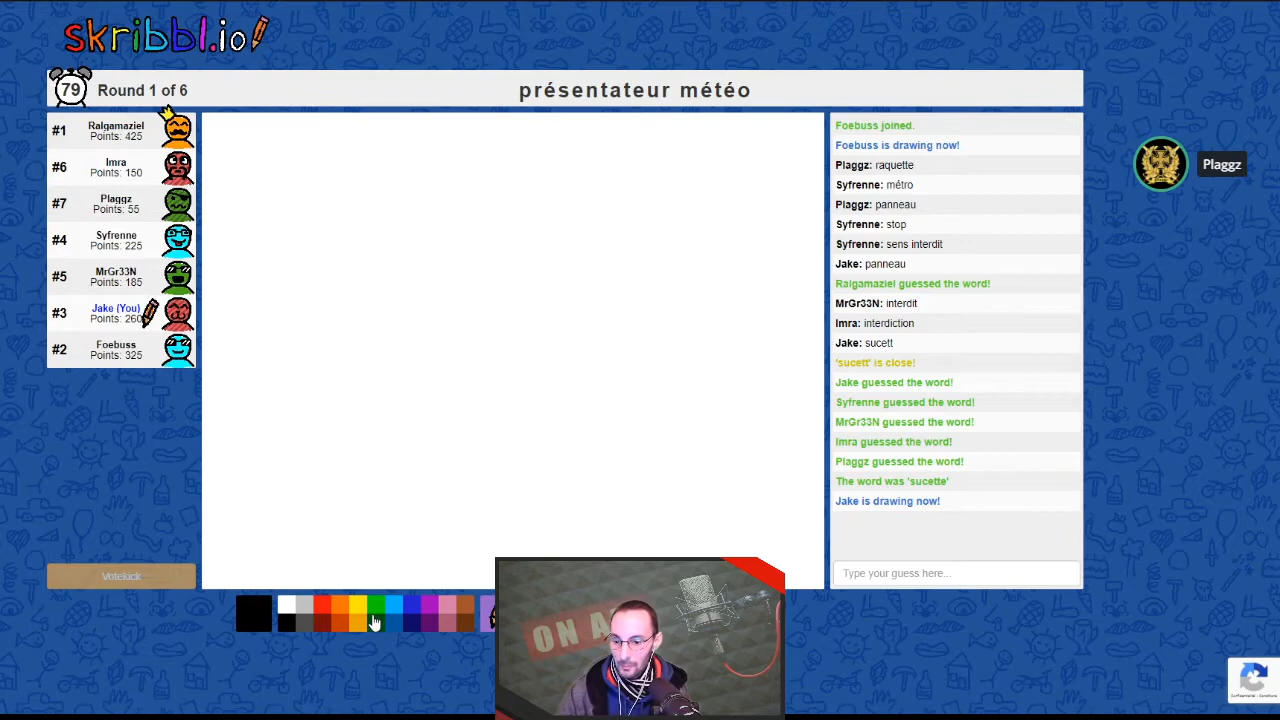 skribbl.io!
79
Round 1 of 6
présentateur météo
#1
Ralgamaziel
Points: 425
#6
Imra
Points: 150
#7
Plaggz
Points: 55
#4
Syfrenne
Points: 225
#5
MrGr33N
Points: 185
#3
Jake (You)
Points: 260
#2
Foebuss
Points: 325
Votekick
Foebuss joined.
Foebuss is drawing now!
Plaggz: raquette
Syfrenne: métro
Plaggz: panneau
Syfrenne: stop
Syfrenne: sens interdit
Jake: panneau
Ralgamaziel guessed the word!
MrGr33N: interdit
Imra: interdiction
Jake: sucett
'sucett' is close!
Jake guessed the word!
Syfrenne guessed the word!
MrGr33N guessed the word!
Imra guessed the word!
Plaggz guessed the word!
The word was 'sucette'
Jake is drawing now!
Type your guess here...
Plaggz
ON A